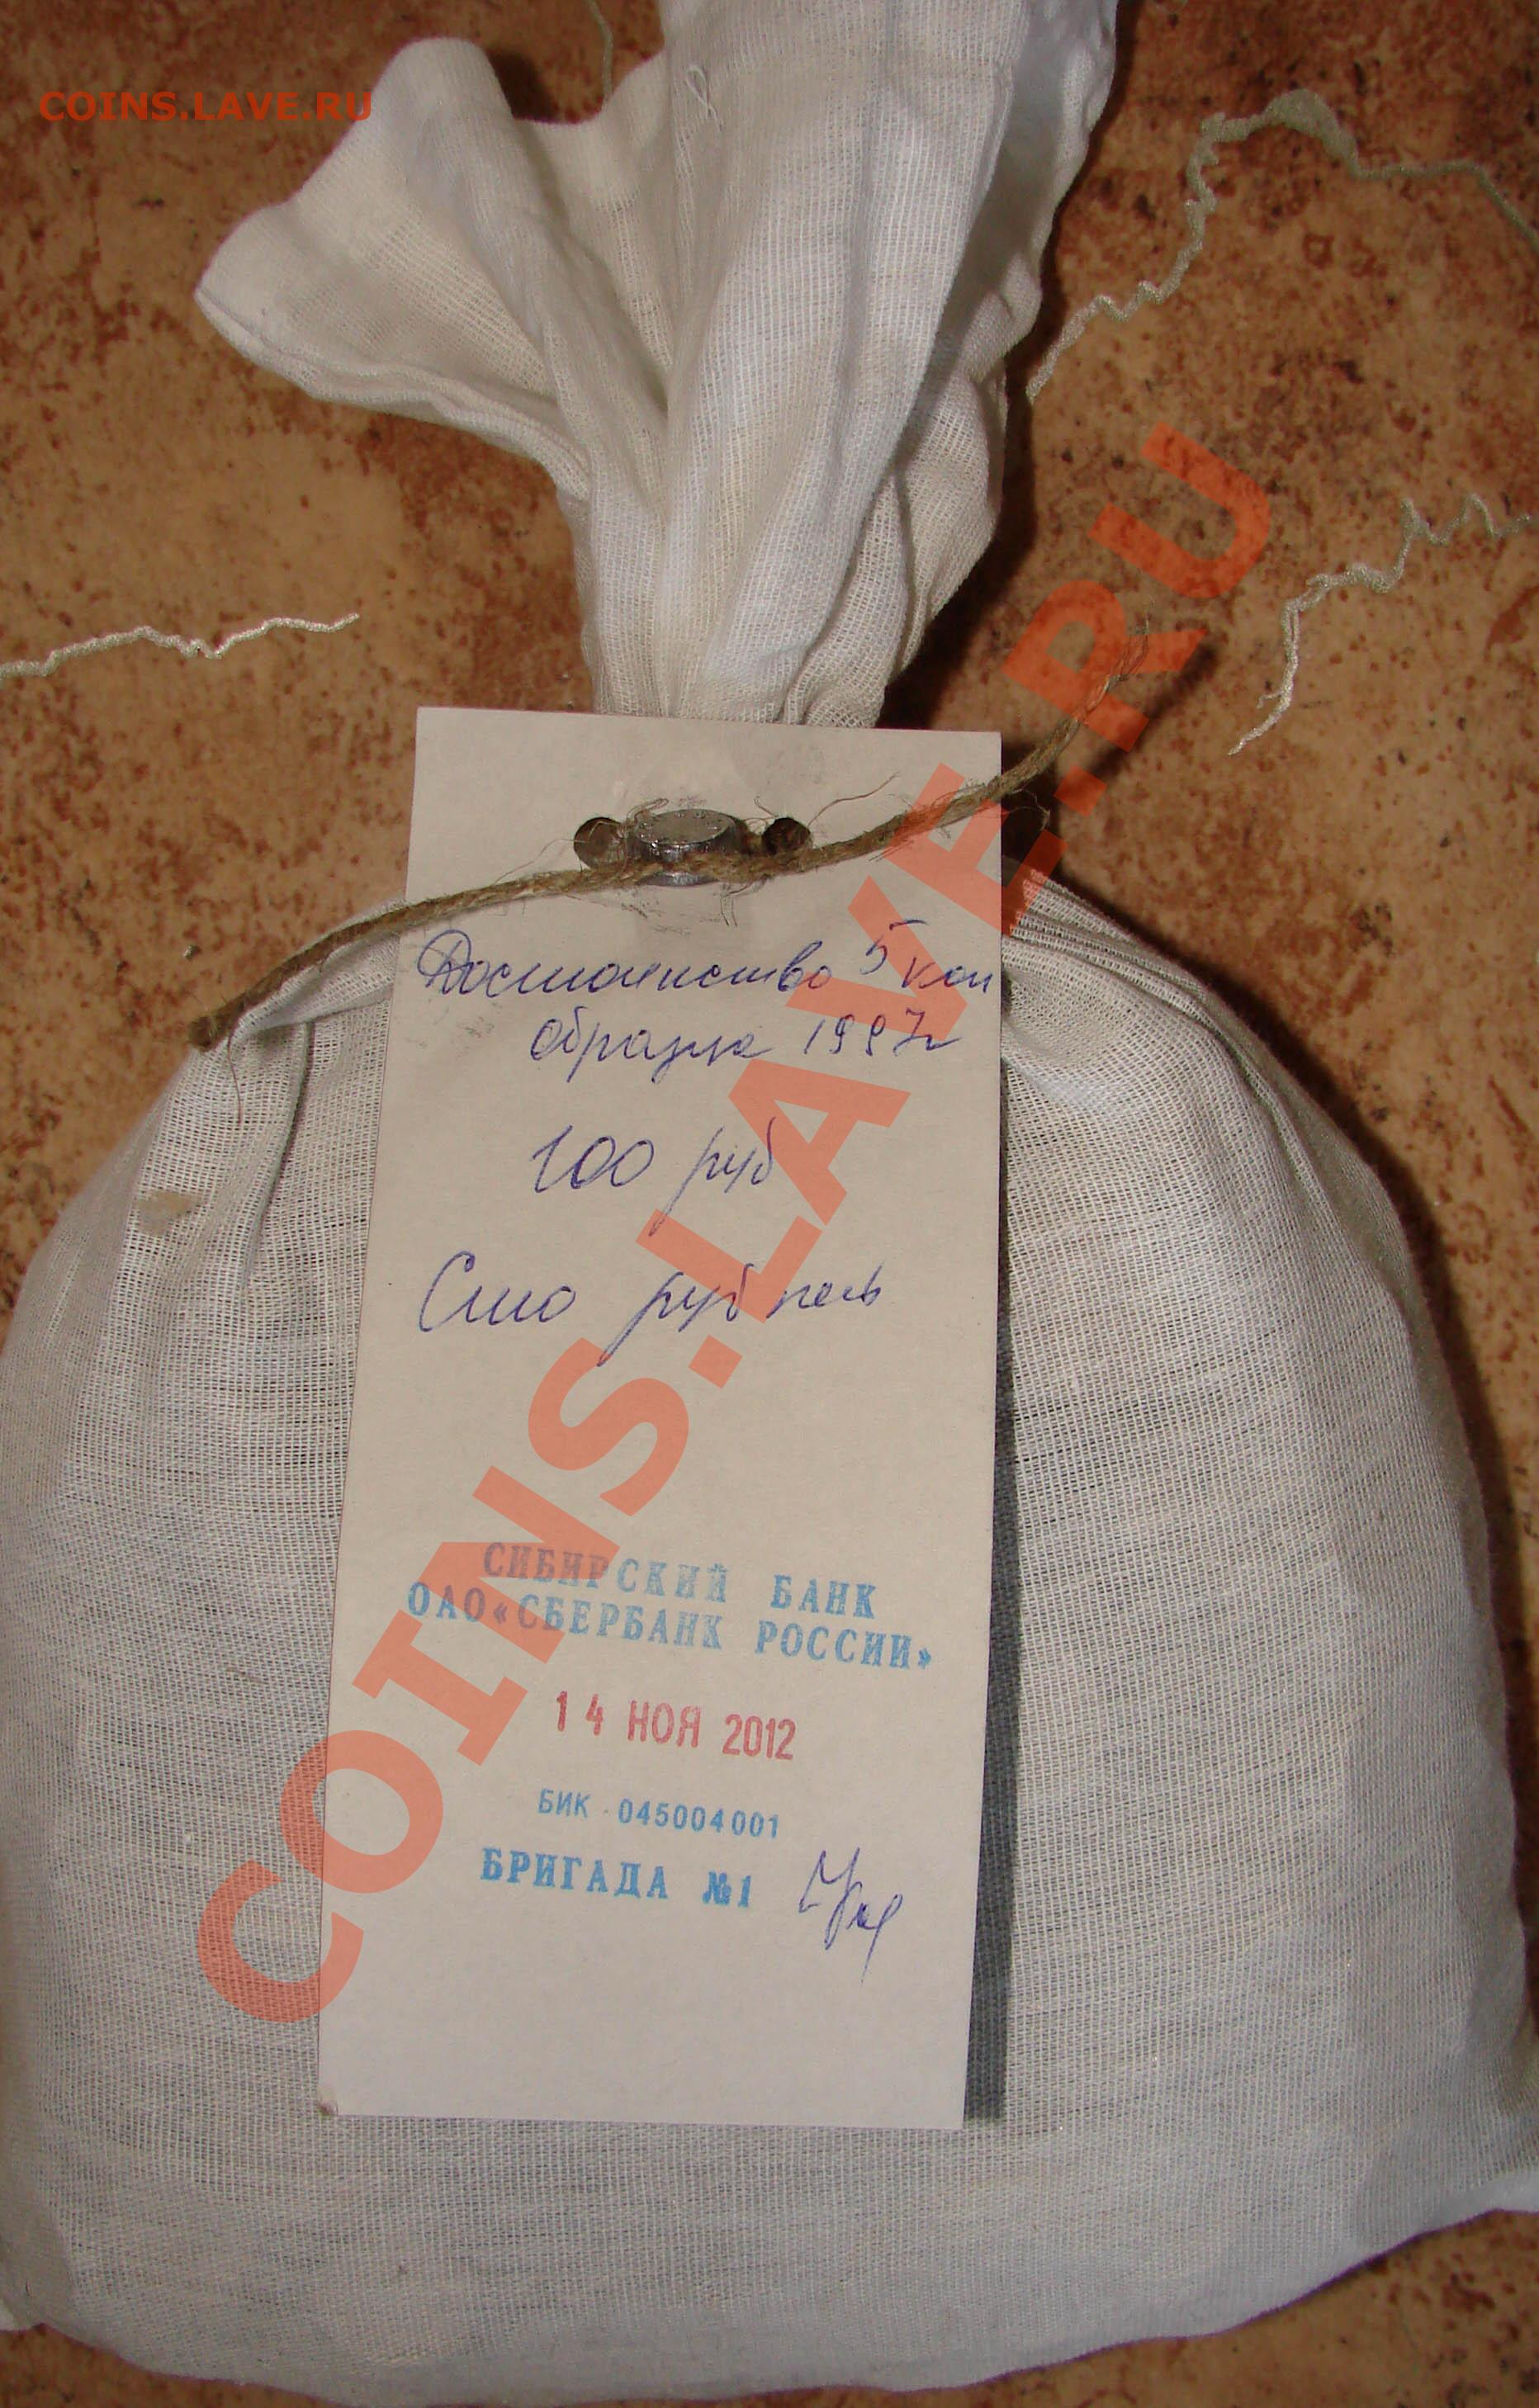 COINS.LAVE.RU
Достоинство 5 коп
образца 1997г
100 руб
Сто рублей
СИБИРСКИЙ БАНК
ОАО «СБЕРБАНК РОССИИ»
14 НОЯ 2012
БИК 045004001
БРИГАДА №1
COINS.LAVE.RU